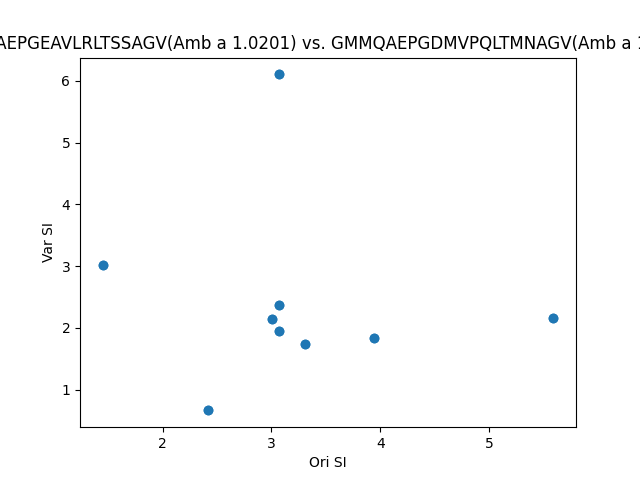 AEPGEAVLRLTSSAGV(Amb a 1.0201) vs. GMMQAEPGDMVPQLTMNAGV(Amb a 1
6
5
4
3
2
1
Var SI
2 3 4 5
Ori SI